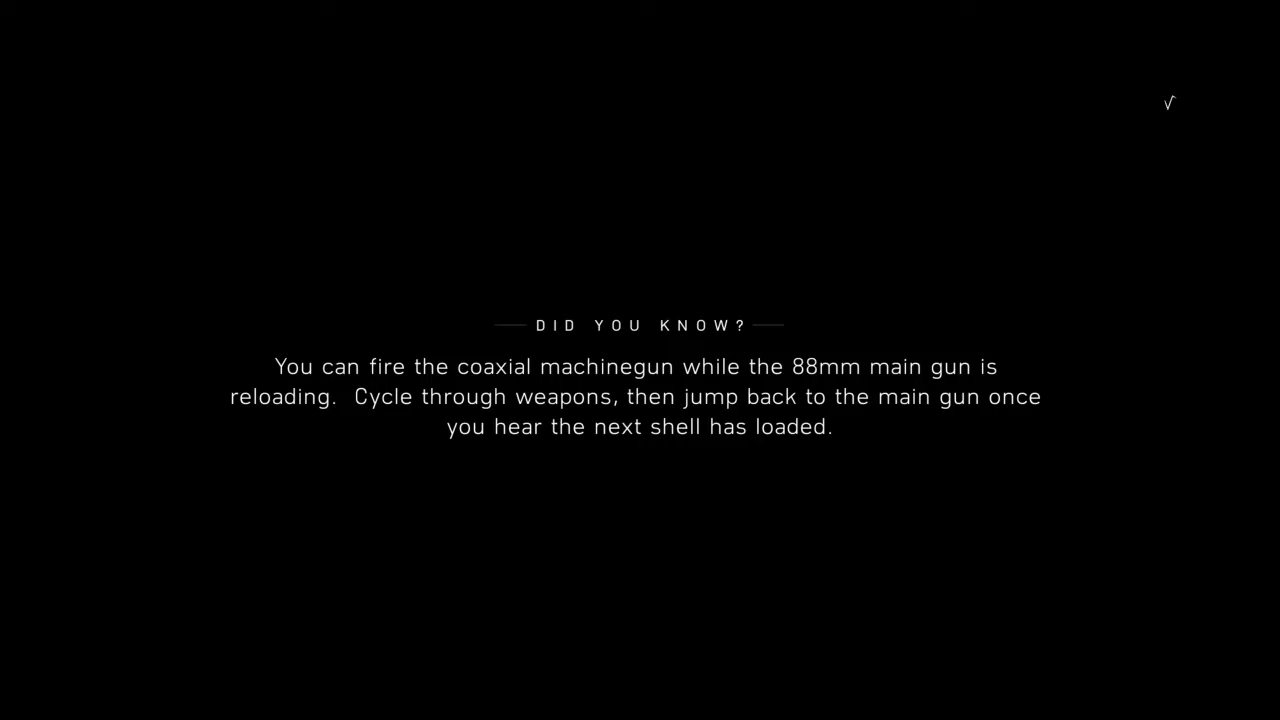 DID YOU KNOW?
You can fire the coaxial machinegun while the 88mm main gun is
reloading.  Cycle through weapons, then jump back to the main gun once
you hear the next shell has loaded.